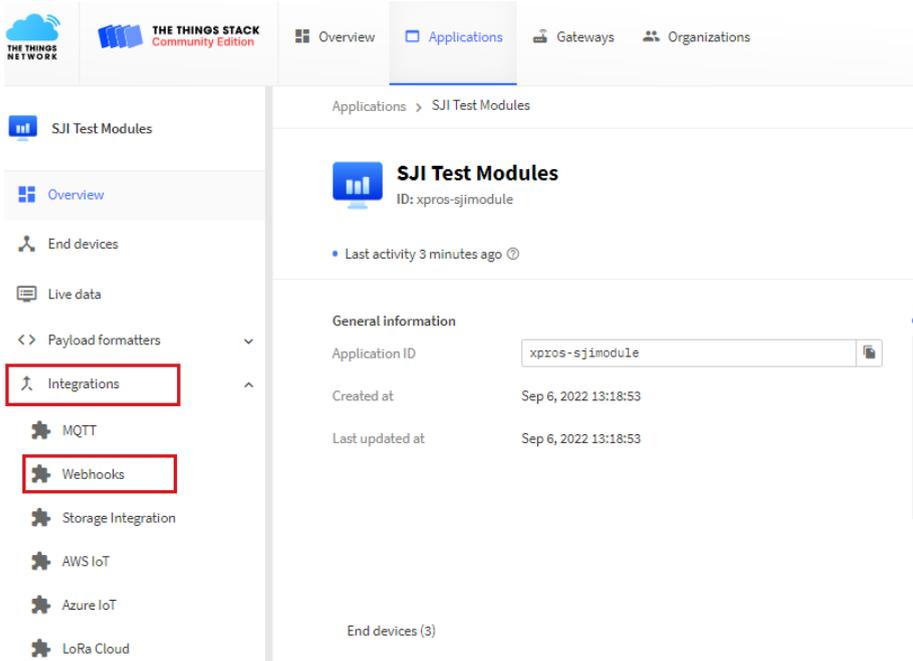 THE THINGS
NETWORK
THE THINGS STACK
Community Edition
Overview
Applications
Gateways
Organizations
SJI Test Modules
Overview
End devices
Live data
Payload formatters
Integrations
MQTT
Webhooks
Storage Integration
AWS IoT
Azure IoT
LoRa Cloud
Applications > SJI Test Modules
SJI Test Modules
ID: xpros-sjimodule
Last activity 3 minutes ago
General information
Application ID xpros-sjimodule
Created at Sep 6, 2022 13:18:53
Last updated at Sep 6, 2022 13:18:53
End devices (3)